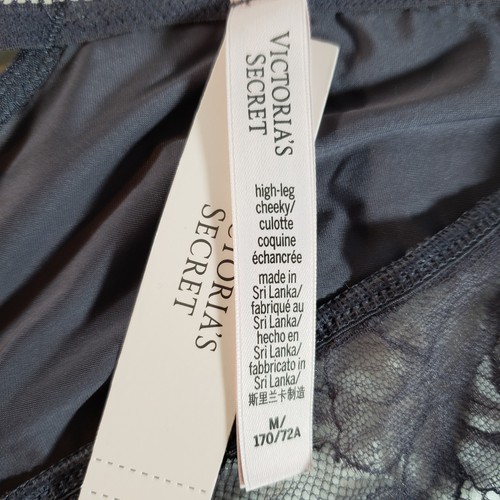 VICTORIA'S
SECRET
high-leg
cheeky/
culotte
coquine
échancrée
made in
Sri Lanka/
fabriqué au
Sri Lanka/
hecho en
Sri Lanka/
fabbricato in
Sri Lanka/
斯里兰卡制造
M/
170/72A
TORIA'S
SECRET